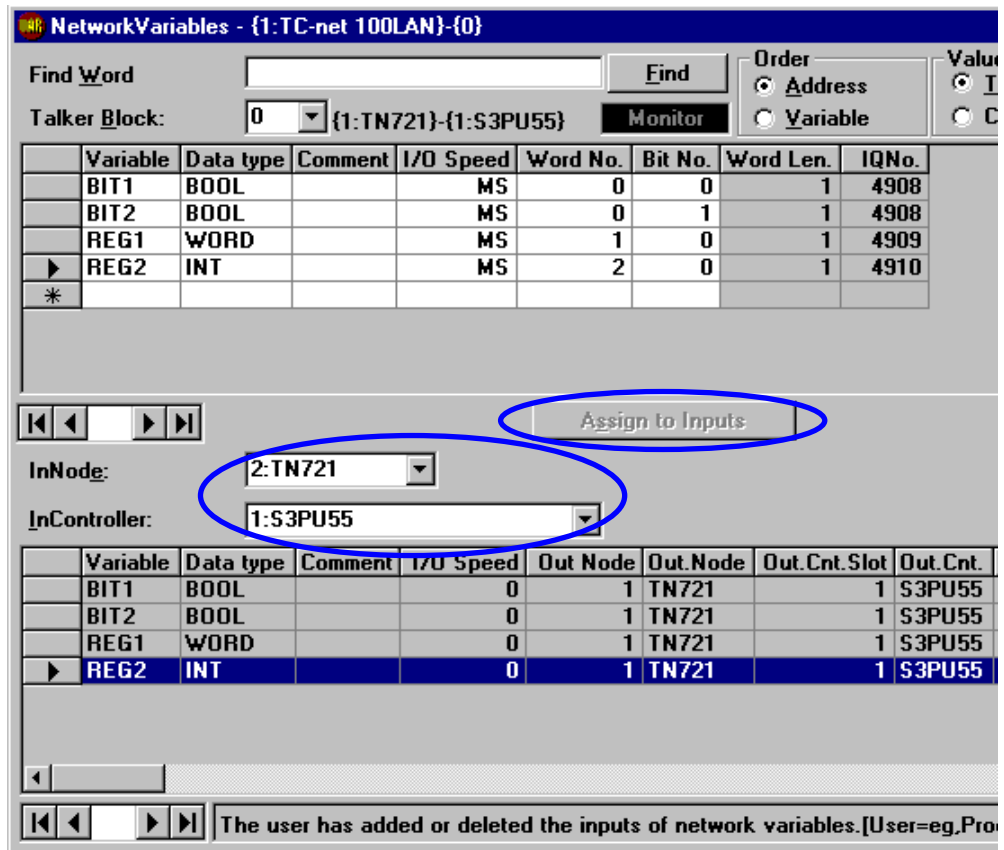 NetworkVariables - {1:TC-net 100LAN}-{0}
Find Word Find Order Value
Address
Talker Block: 0 {1:TN721}-{1:S3PU55} Monitor Variable C
Variable Data type Comment I/O Speed Word No. Bit No. Word Len. IQNo.
BIT1 BOOL MS 0 0 1 4908
BIT2 BOOL MS 0 1 1 4908
REG1 WORD MS 1 0 1 4909
REG2 INT MS 2 0 1 4910
Assign to Inputs
InNode: 2:TN721
InController: 1:S3PU55
Variable Data type Comment I/O Speed Out Node Out.Node Out.Cnt.Slot Out.Cnt.
BIT1 BOOL 0 1 TN721 1 S3PU55
BIT2 BOOL 0 1 TN721 1 S3PU55
REG1 WORD 0 1 TN721 1 S3PU55
REG2 INT 0 1 TN721 1 S3PU55
The user has added or deleted the inputs of network variables.[User=eg,Proc